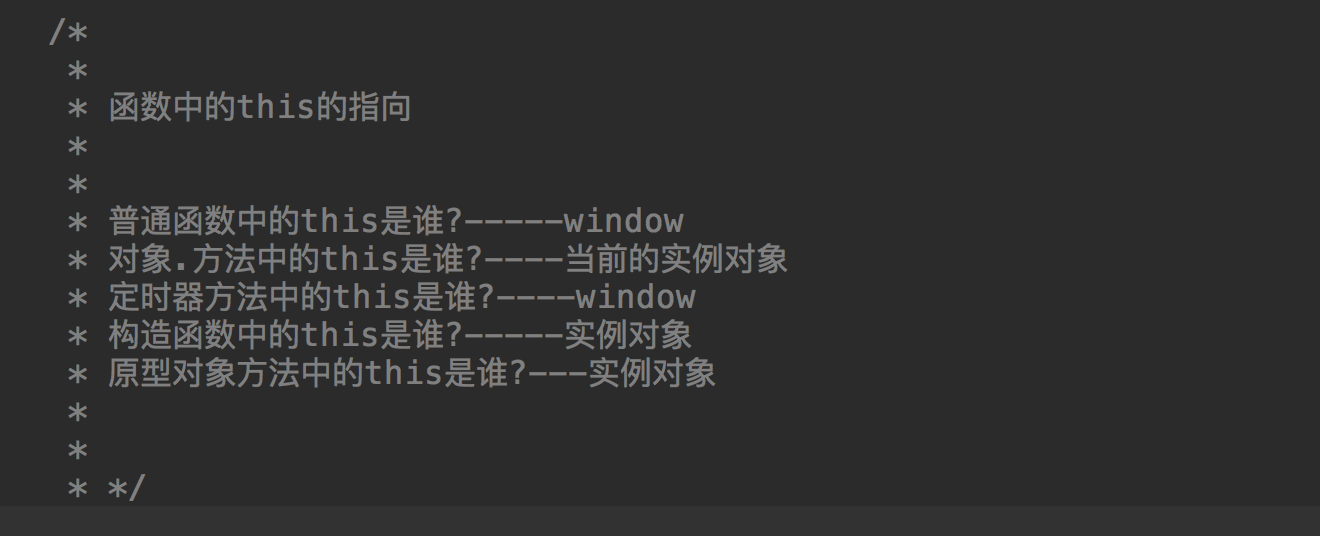 /*
*
* 函数中的this的指向
*
*
* 普通函数中的this是谁?-----window
* 对象.方法中的this是谁?----当前的实例对象
* 定时器方法中的this是谁?----window
* 构造函数中的this是谁?-----实例对象
* 原型对象方法中的this是谁?---实例对象
*
*
* */